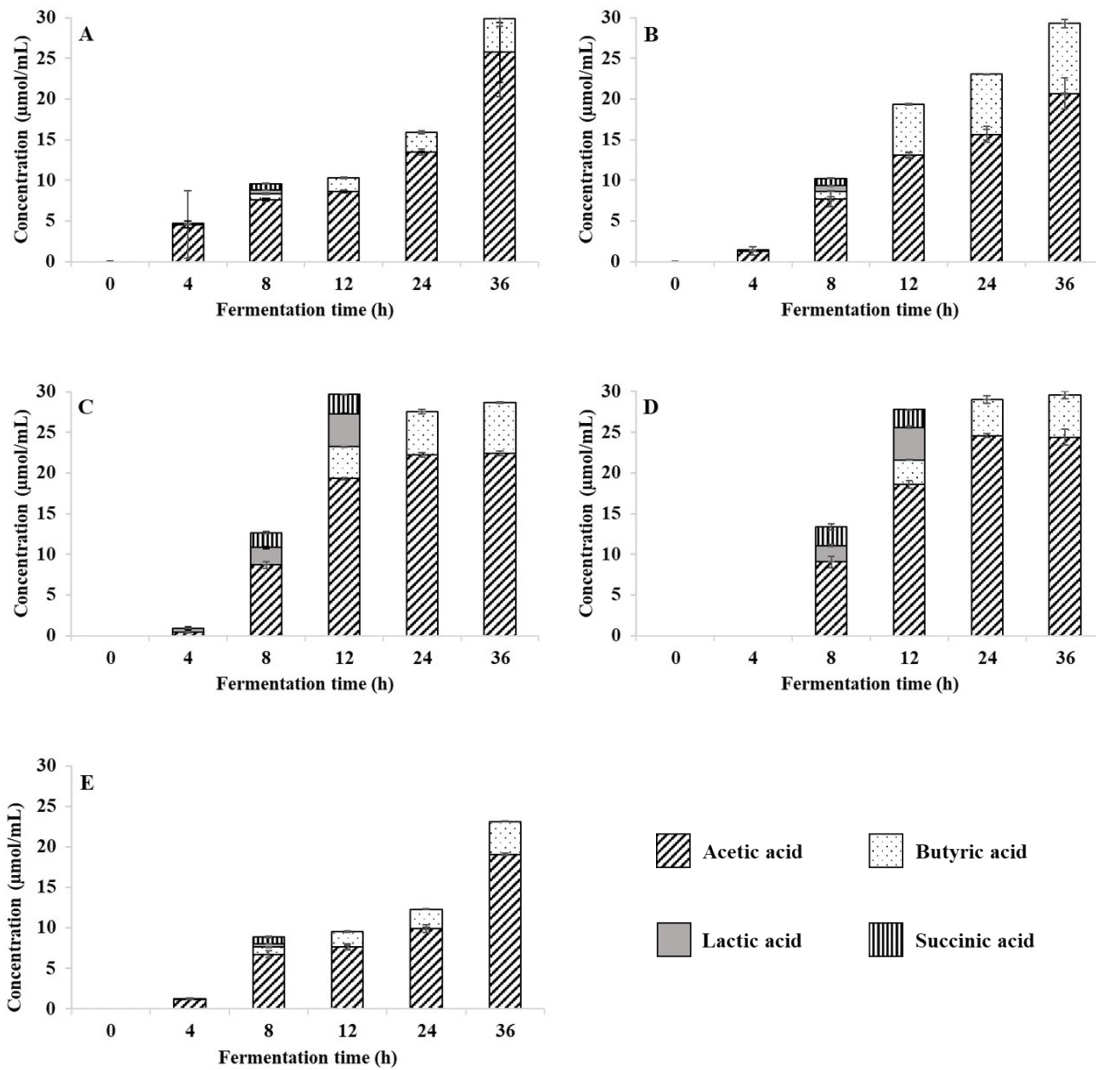 A
Concentration (µmol/mL)
30
25
20
15
10
5
0
0 4 8 12 24 36
Fermentation time (h)
B
Concentration (µmol/mL)
30
25
20
15
10
5
0
0 4 8 12 24 36
Fermentation time (h)
C
Concentration (µmol/mL)
30
25
20
15
10
5
0
0 4 8 12 24 36
Fermentation time (h)
D
Concentration (µmol/mL)
30
25
20
15
10
5
0
0 4 8 12 24 36
Fermentation time (h)
E
Concentration (µmol/mL)
30
25
20
15
10
5
0
0 4 8 12 24 36
Fermentation time (h)
Acetic acid
Butyric acid
Lactic acid
Succinic acid